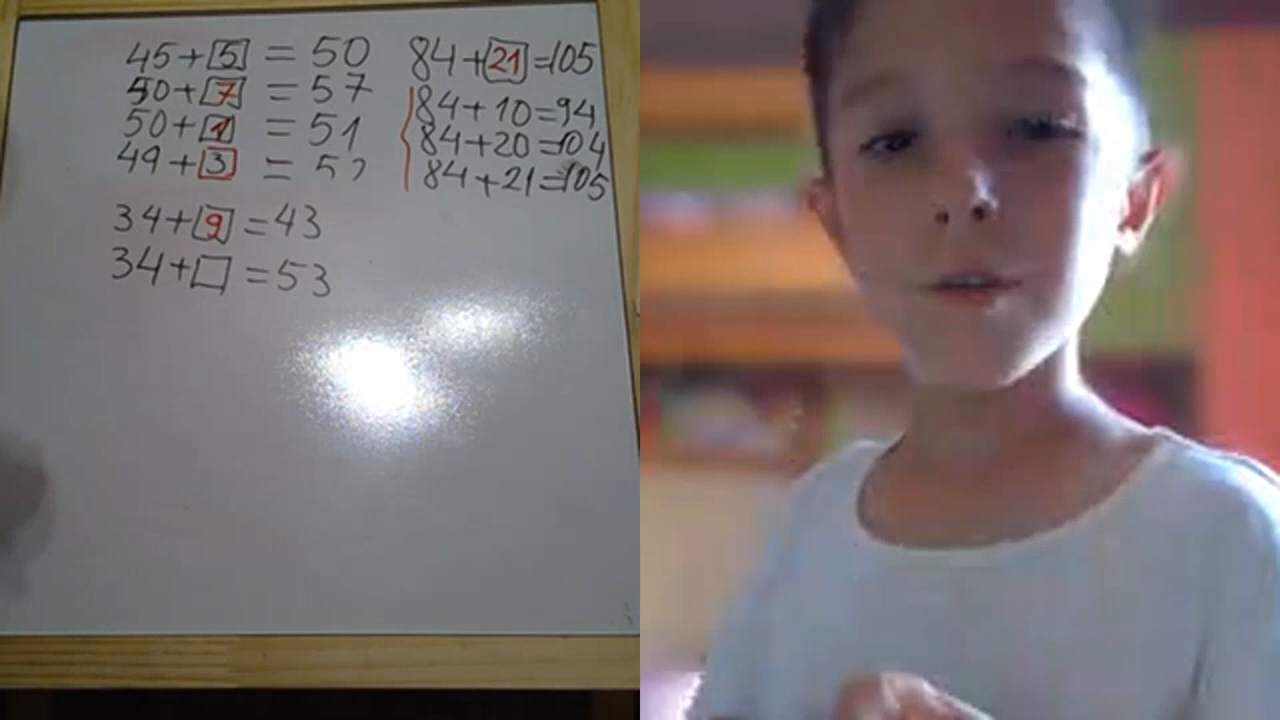 45+5 = 50
50+7 = 57
50+1 = 51
49+3 = 52
34+9=43
34+□=53
84+21=105
84+10=94
84+20=104
84+21=105